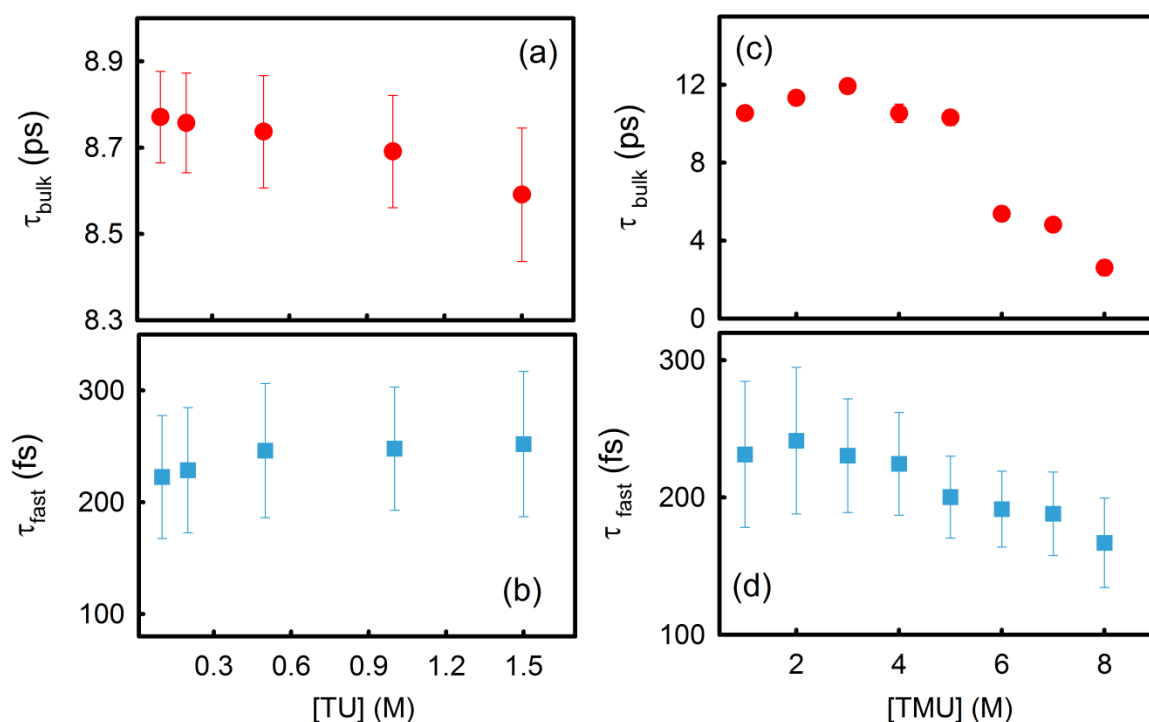 (a)
τbulk (ps)
8.9
8.7
8.5
8.3
(c)
τ bulk (ps)
12
8
4
0
(b)
τfast (fs)
300
200
100
0.3 0.6 0.9 1.2 1.5
[TU] (M)
(d)
τ fast (fs)
300
200
100
2 4 6 8
[TMU] (M)